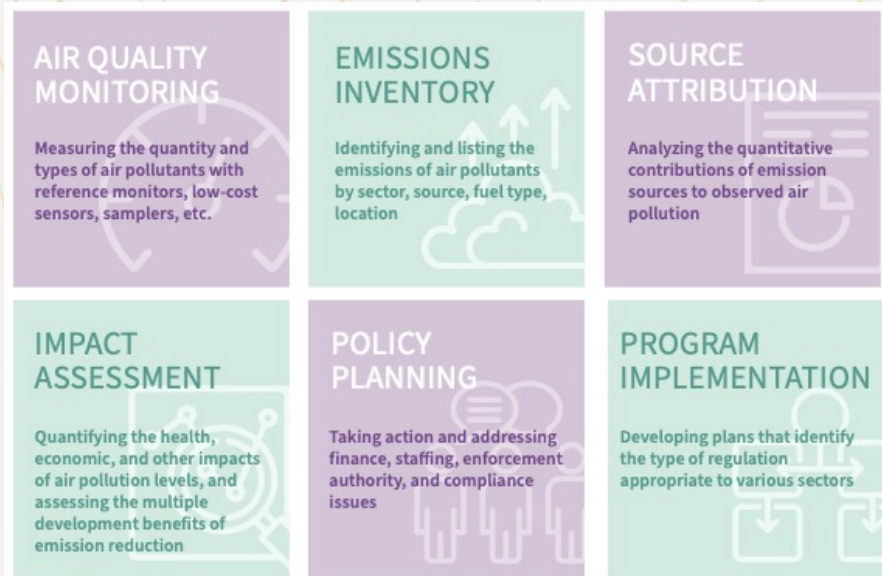 AIR QUALITY
MONITORING
Measuring the quantity and
types of air pollutants with
reference monitors, low-cost
sensors, samplers, etc.
EMISSIONS
INVENTORY
Identifying and listing the
emissions of air pollutants
by sector, source, fuel type,
location
SOURCE
ATTRIBUTION
Analyzing the quantitative
contributions of emission
sources to observed air
pollution
IMPACT
ASSESSMENT
Quantifying the health,
economic, and other impacts
of air pollution levels, and
assessing the multiple
development benefits of
emission reduction
POLICY
PLANNING
Taking action and addressing
finance, staffing, enforcement
authority, and compliance
issues
PROGRAM
IMPLEMENTATION
Developing plans that identify
the type of regulation
appropriate to various sectors